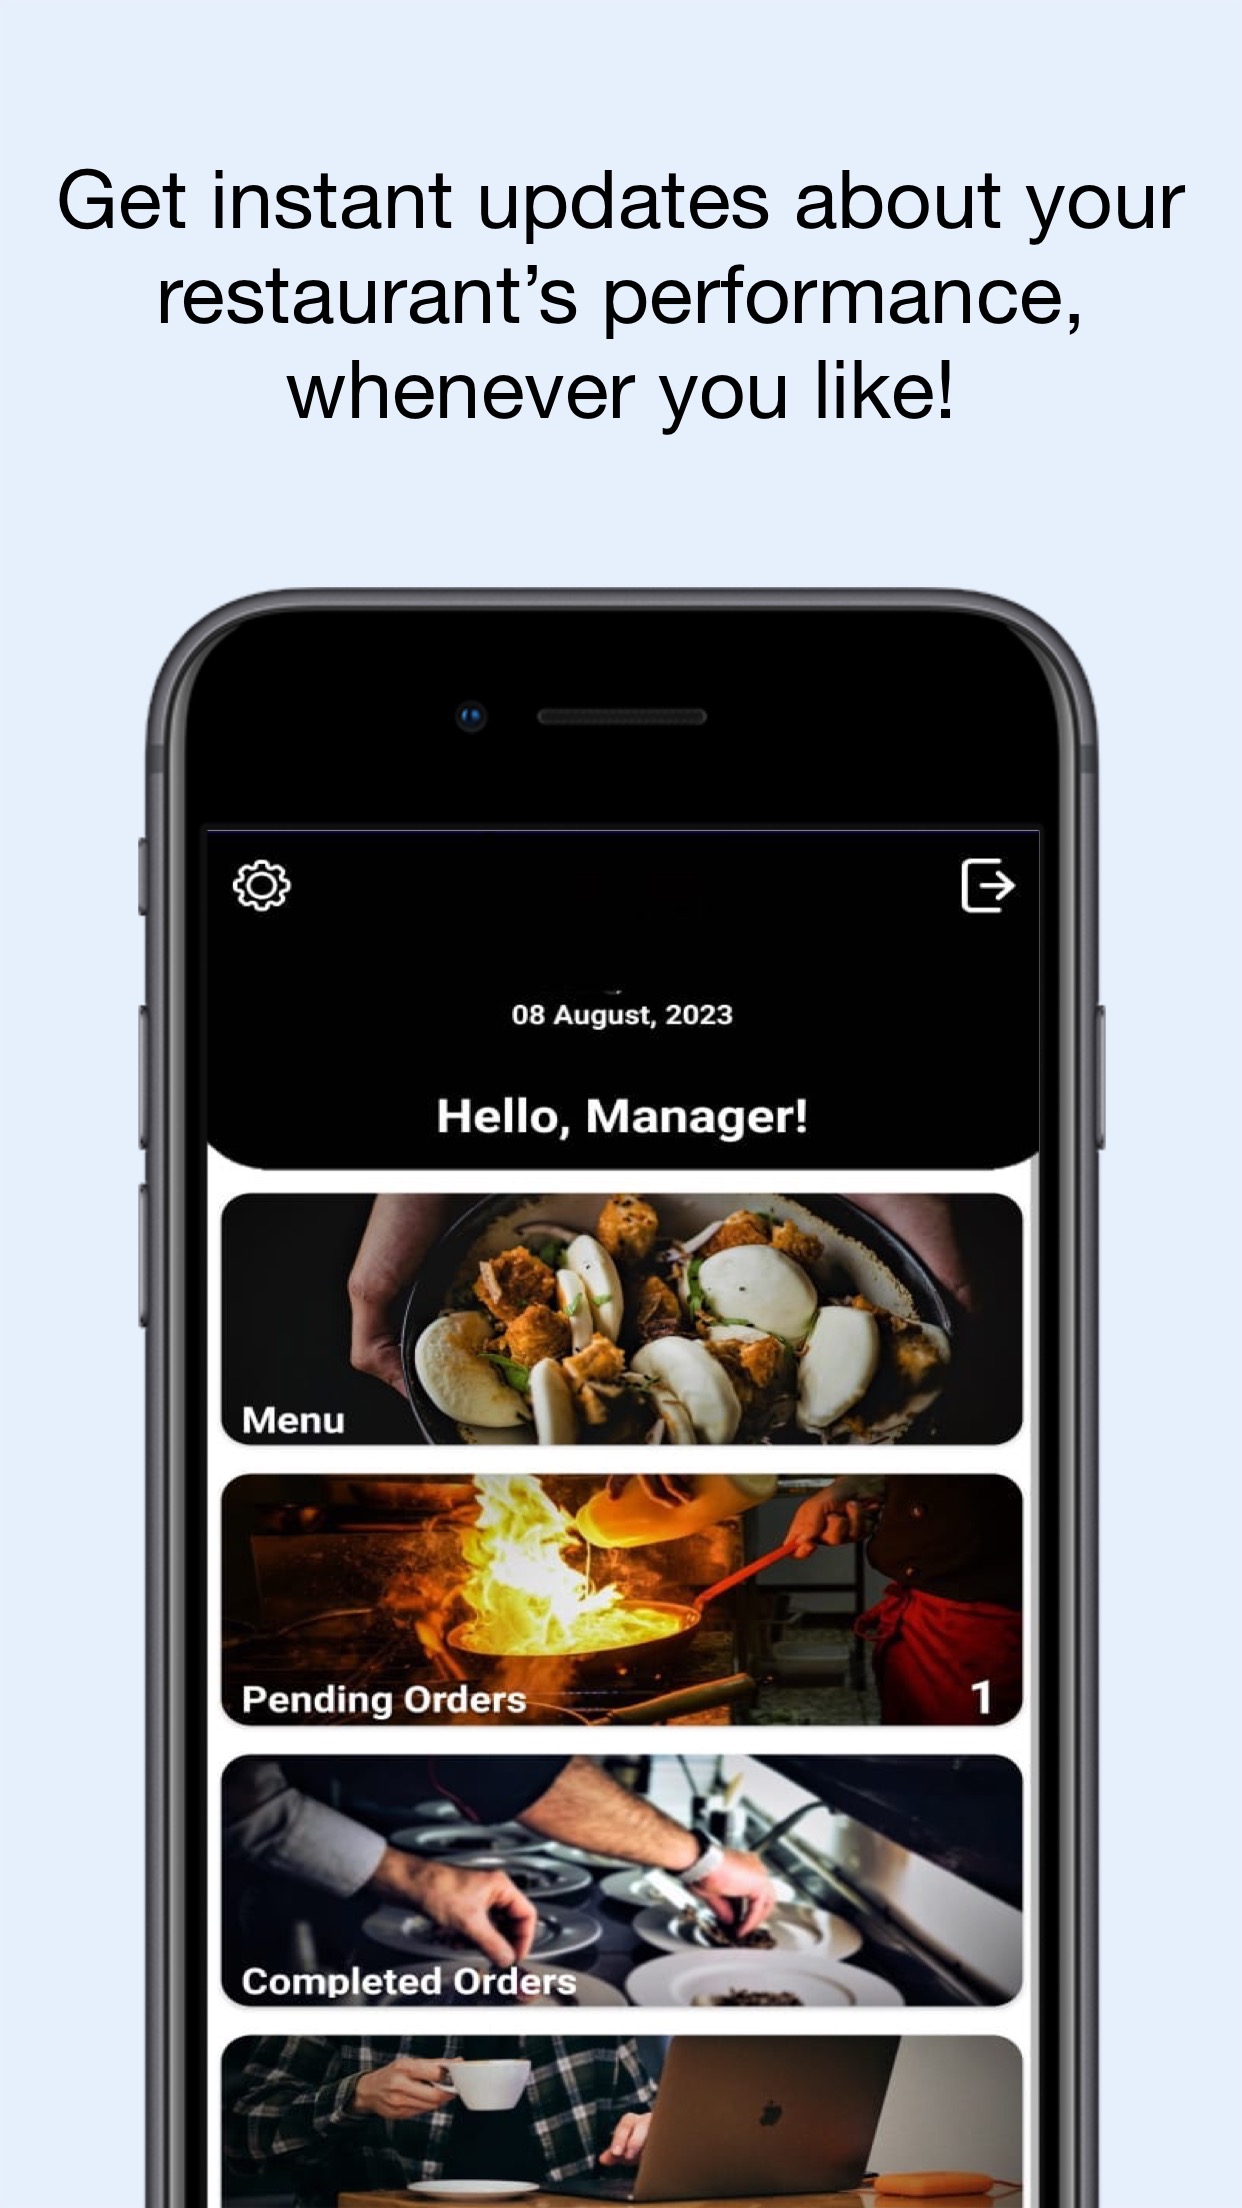 Get instant updates about your
restaurant’s performance,
whenever you like!
08 August, 2023
Hello, Manager!
Menu
Pending Orders
1
Completed Orders